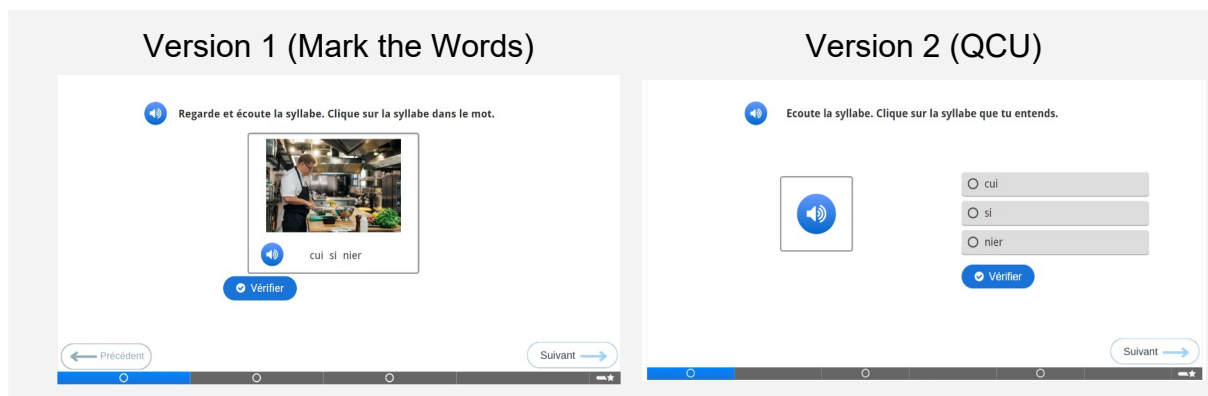 Version 1 (Mark the Words)
Regarde et écoute la syllabe. Clique sur la syllabe dans le mot.
cui si nier
Vérifier
Précédent
Suivant
Version 2 (QCU)
Ecoute la syllabe. Clique sur la syllabe que tu entends.
cui
si
nier
Vérifier
Suivant